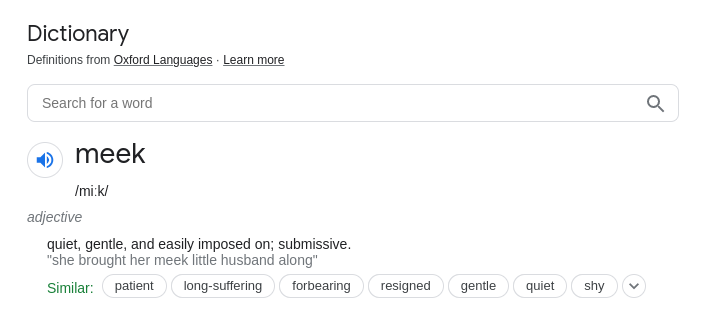 Dictionary
Definitions from Oxford Languages · Learn more
Search for a word
meek
/miːk/
adjective
quiet, gentle, and easily imposed on; submissive.
"she brought her meek little husband along"
Similar: patient long-suffering forbearing resigned gentle quiet shy